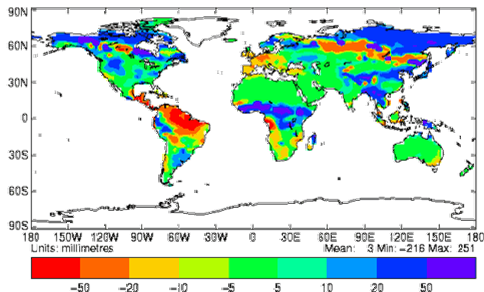 90N
60N
30N
0
30S
60S
90S
180 150W 120W 90W 60W 30W 0 30E 60E 90E 120E 150E 180
Units: millimetres Mean: 3 Min: -216 Max: 251
-50 -20 -10 -5 5 10 20 50